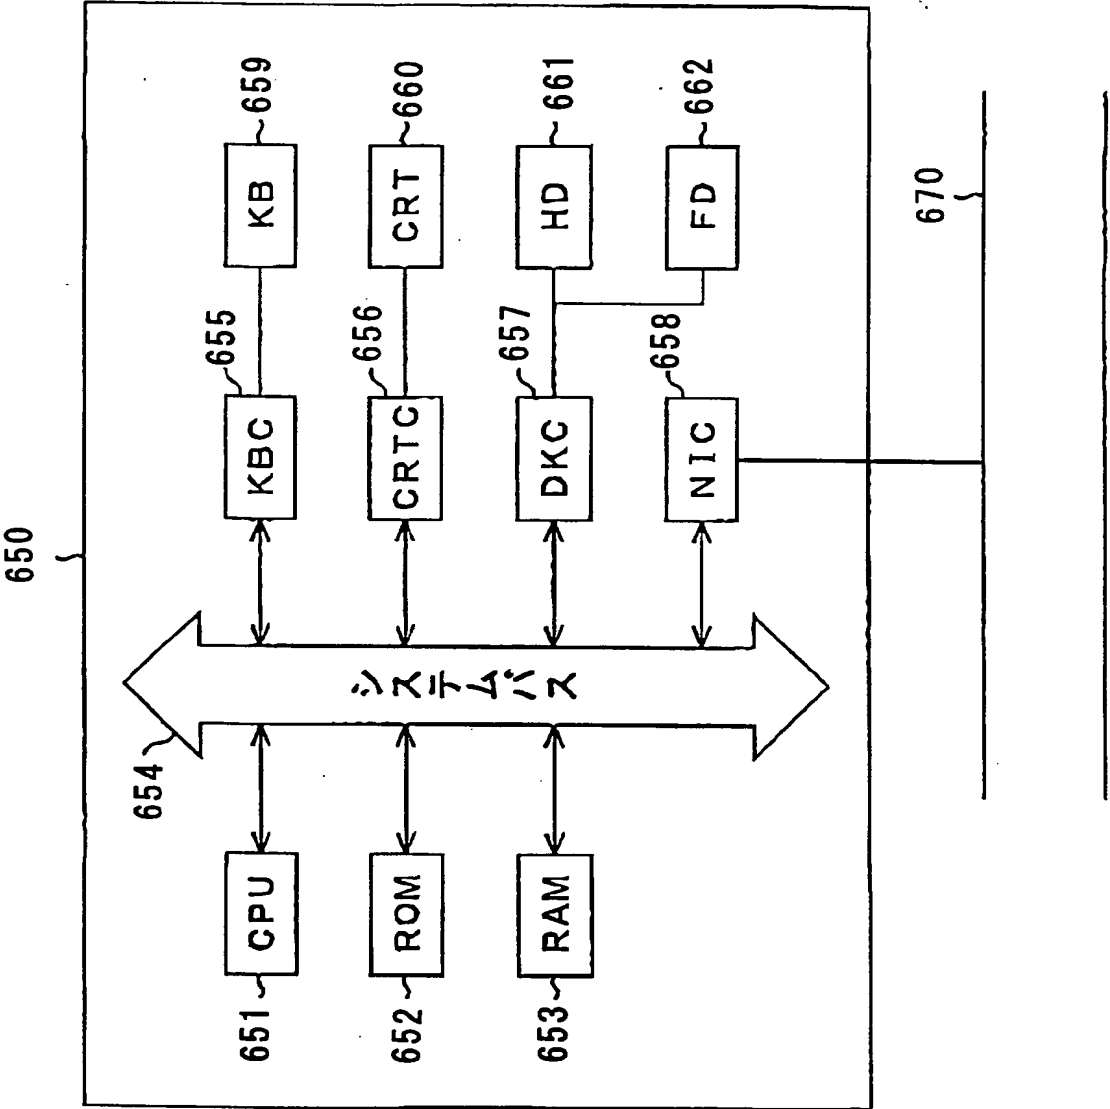 650
654
システムバス
651
CPU
652
ROM
653
RAM
655
KBC
656
CRTC
657
DKC
658
NIC
659
KB
660
CRT
661
HD
662
FD
670